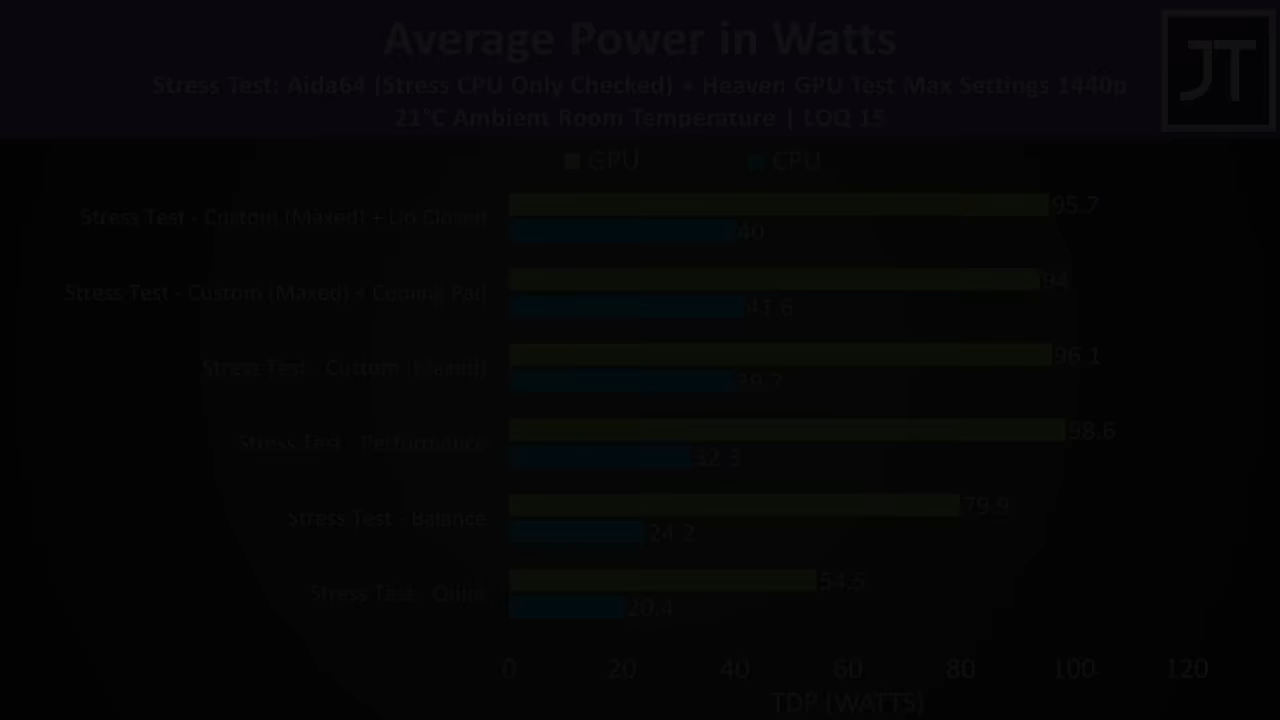 Average Power in Watts
JT
Stress Test: Aida64 (Stress CPU Only Checked) + Heaven GPU Test Max Settings 1440p
21°C Ambient Room Temperature | LOQ 15
GPU CPU
Stress Test - Custom (Maxed) + Lid Closed 95.7
40
Stress Test - Custom (Maxed) + Cooling Pad 94
41.6
Stress Test - Custom (Maxed) 96.1
39.7
Stress Test - Performance 98.6
32.3
Stress Test - Balance 79.9
24.2
Stress Test - Quiet 54.5
20.4
0 20 40 60 80 100 120
TDP (WATTS)